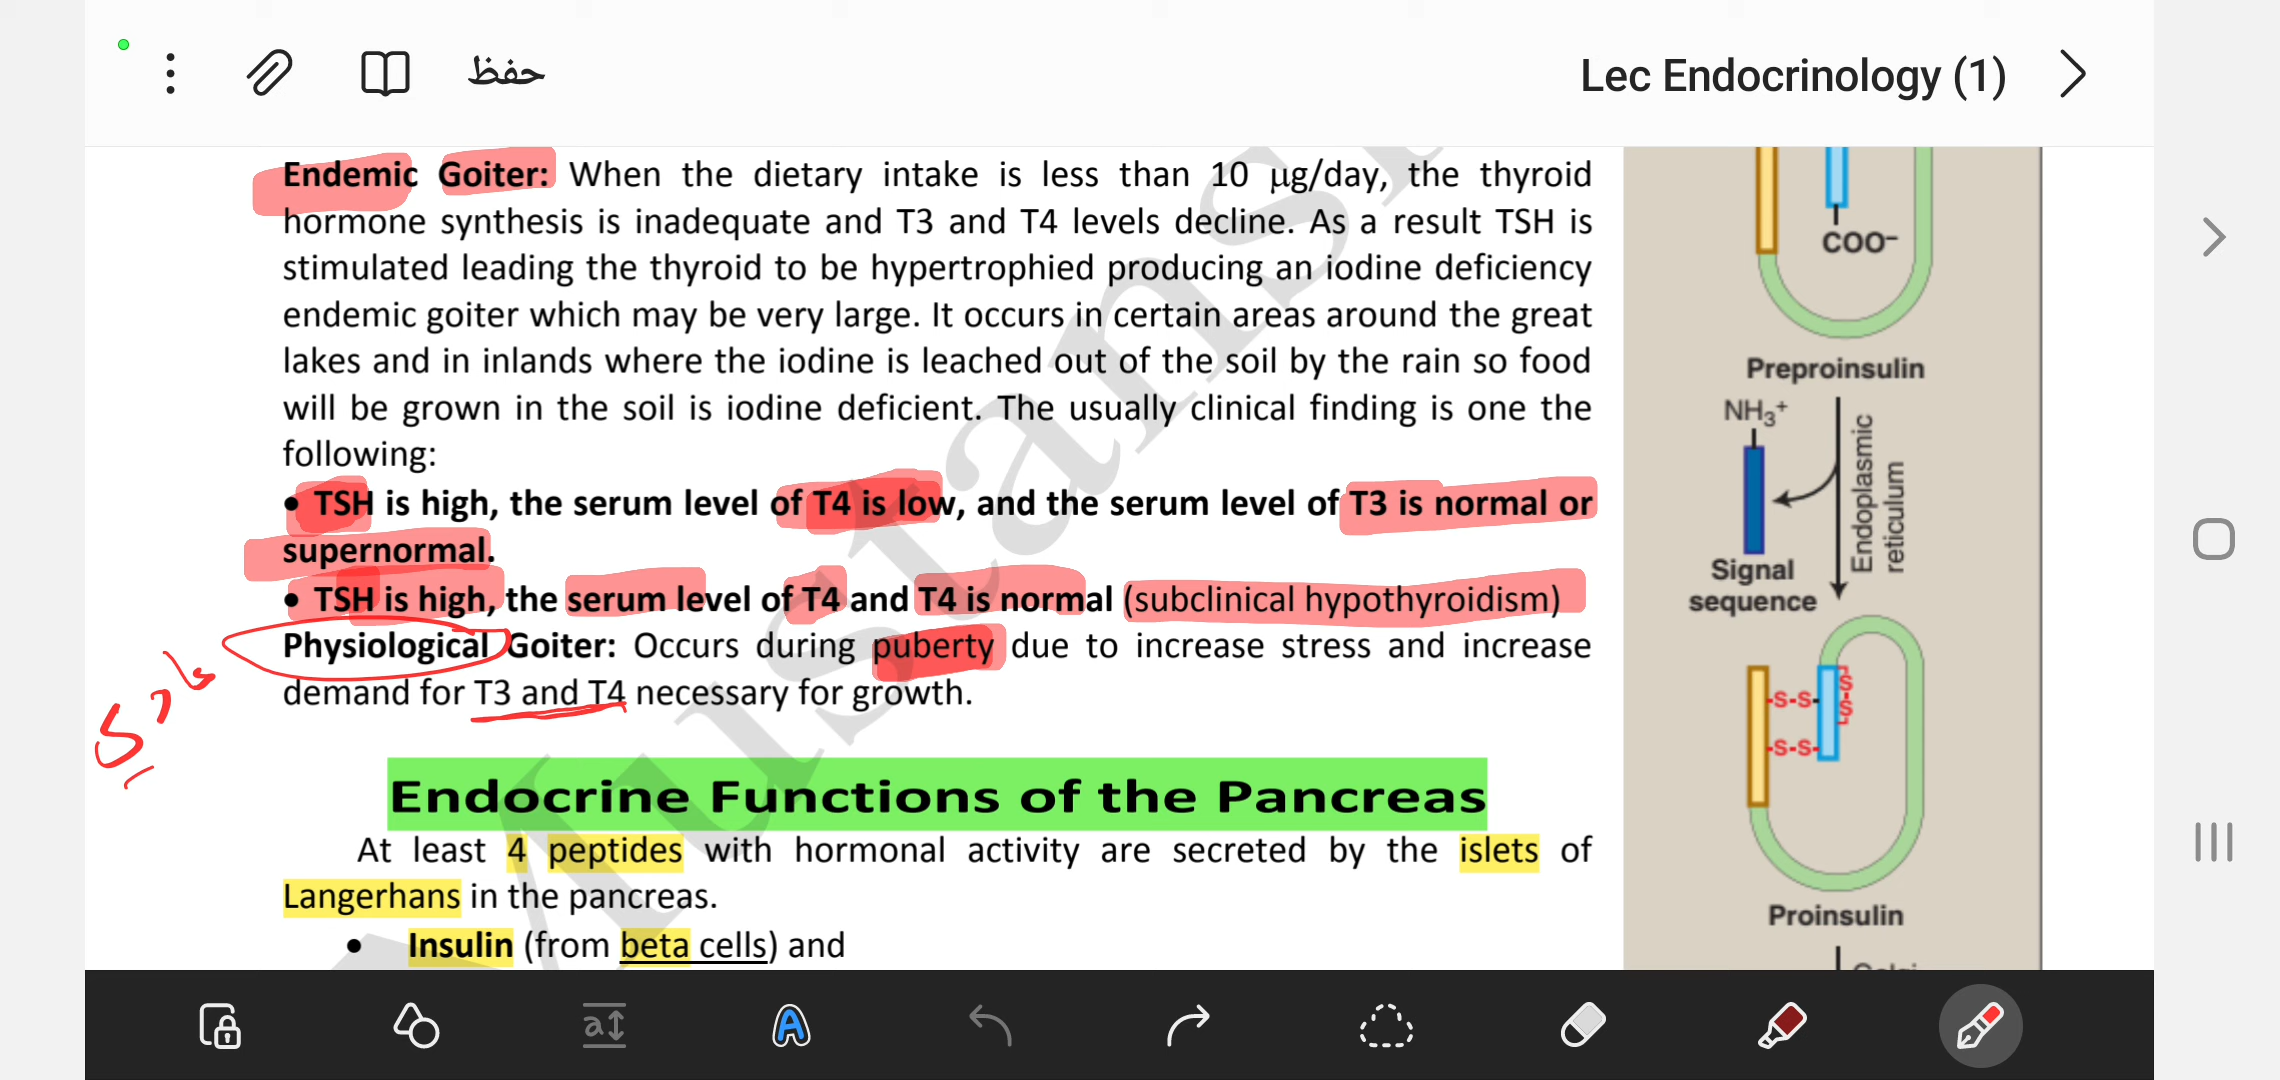 حفظ
Lec Endocrinology (1)
Endemic Goiter: When the dietary intake is less than 10 μg/day, the thyroid
hormone synthesis is inadequate and T3 and T4 levels decline. As a result TSH is
stimulated leading the thyroid to be hypertrophied producing an iodine deficiency
endemic goiter which may be very large. It occurs in certain areas around the great
lakes and in inlands where the iodine is leached out of the soil by the rain so food
will be grown in the soil is iodine deficient. The usually clinical finding is one the
following:
• TSH is high, the serum level of T4 is low, and the serum level of T3 is normal or
supernormal.
• TSH is high, the serum level of T4 and T4 is normal (subclinical hypothyroidism)
Physiological Goiter: Occurs during puberty due to increase stress and increase
demand for T3 and T4 necessary for growth.
Endocrine Functions of the Pancreas
At least 4 peptides with hormonal activity are secreted by the islets of
Langerhans in the pancreas.
• Insulin (from beta cells) and
COO⁻
Preproinsulin
NH₃⁺
Endoplasmic
reticulum
Signal
sequence
S-S
S-S
S-S
Proinsulin